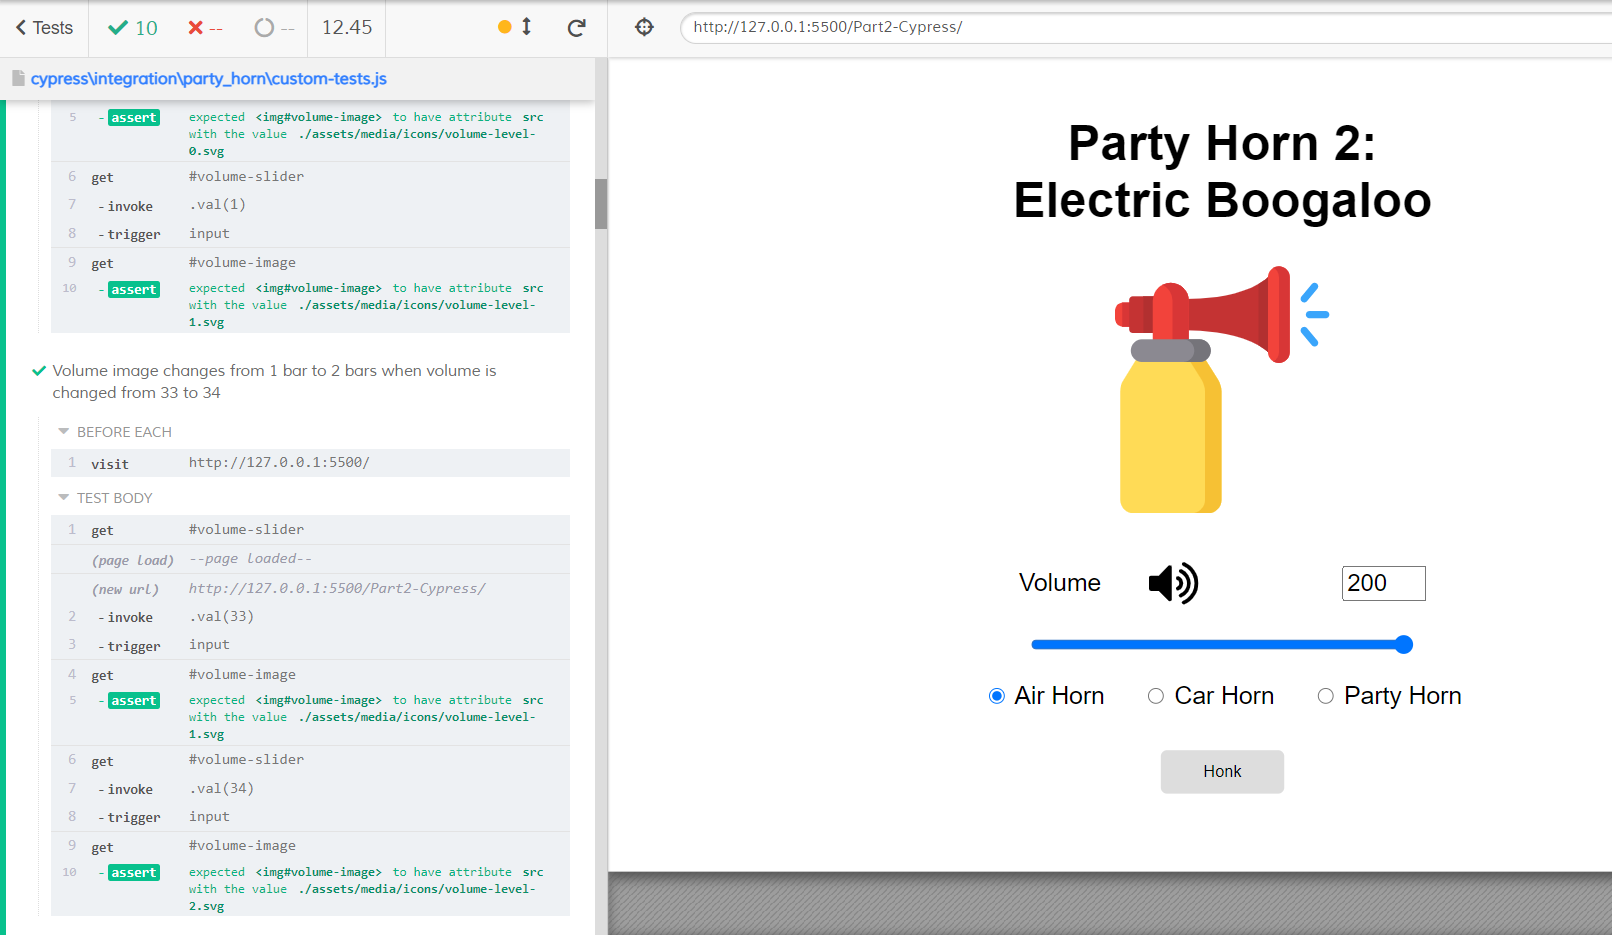 Tests
10
--
--
12.45
http://127.0.0.1:5500/Part2-Cypress/
cypress\integration\party_horn\custom-tests.js
5 - assert expected <img#volume-image> to have attribute src
with the value ./assets/media/icons/volume-level-
0.svg
6 get #volume-slider
7 - invoke .val(1)
8 - trigger input
9 get #volume-image
10 - assert expected <img#volume-image> to have attribute src
with the value ./assets/media/icons/volume-level-
1.svg
Volume image changes from 1 bar to 2 bars when volume is
changed from 33 to 34
BEFORE EACH
1 visit http://127.0.0.1:5500/
TEST BODY
1 get #volume-slider
(page load) --page loaded--
(new url) http://127.0.0.1:5500/Part2-Cypress/
2 - invoke .val(33)
3 - trigger input
4 get #volume-image
5 - assert expected <img#volume-image> to have attribute src
with the value ./assets/media/icons/volume-level-
1.svg
6 get #volume-slider
7 - invoke .val(34)
8 - trigger input
9 get #volume-image
10 - assert expected <img#volume-image> to have attribute src
with the value ./assets/media/icons/volume-level-
2.svg
Party Horn 2:
Electric Boogaloo
Volume 200
Air Horn Car Horn Party Horn
Honk